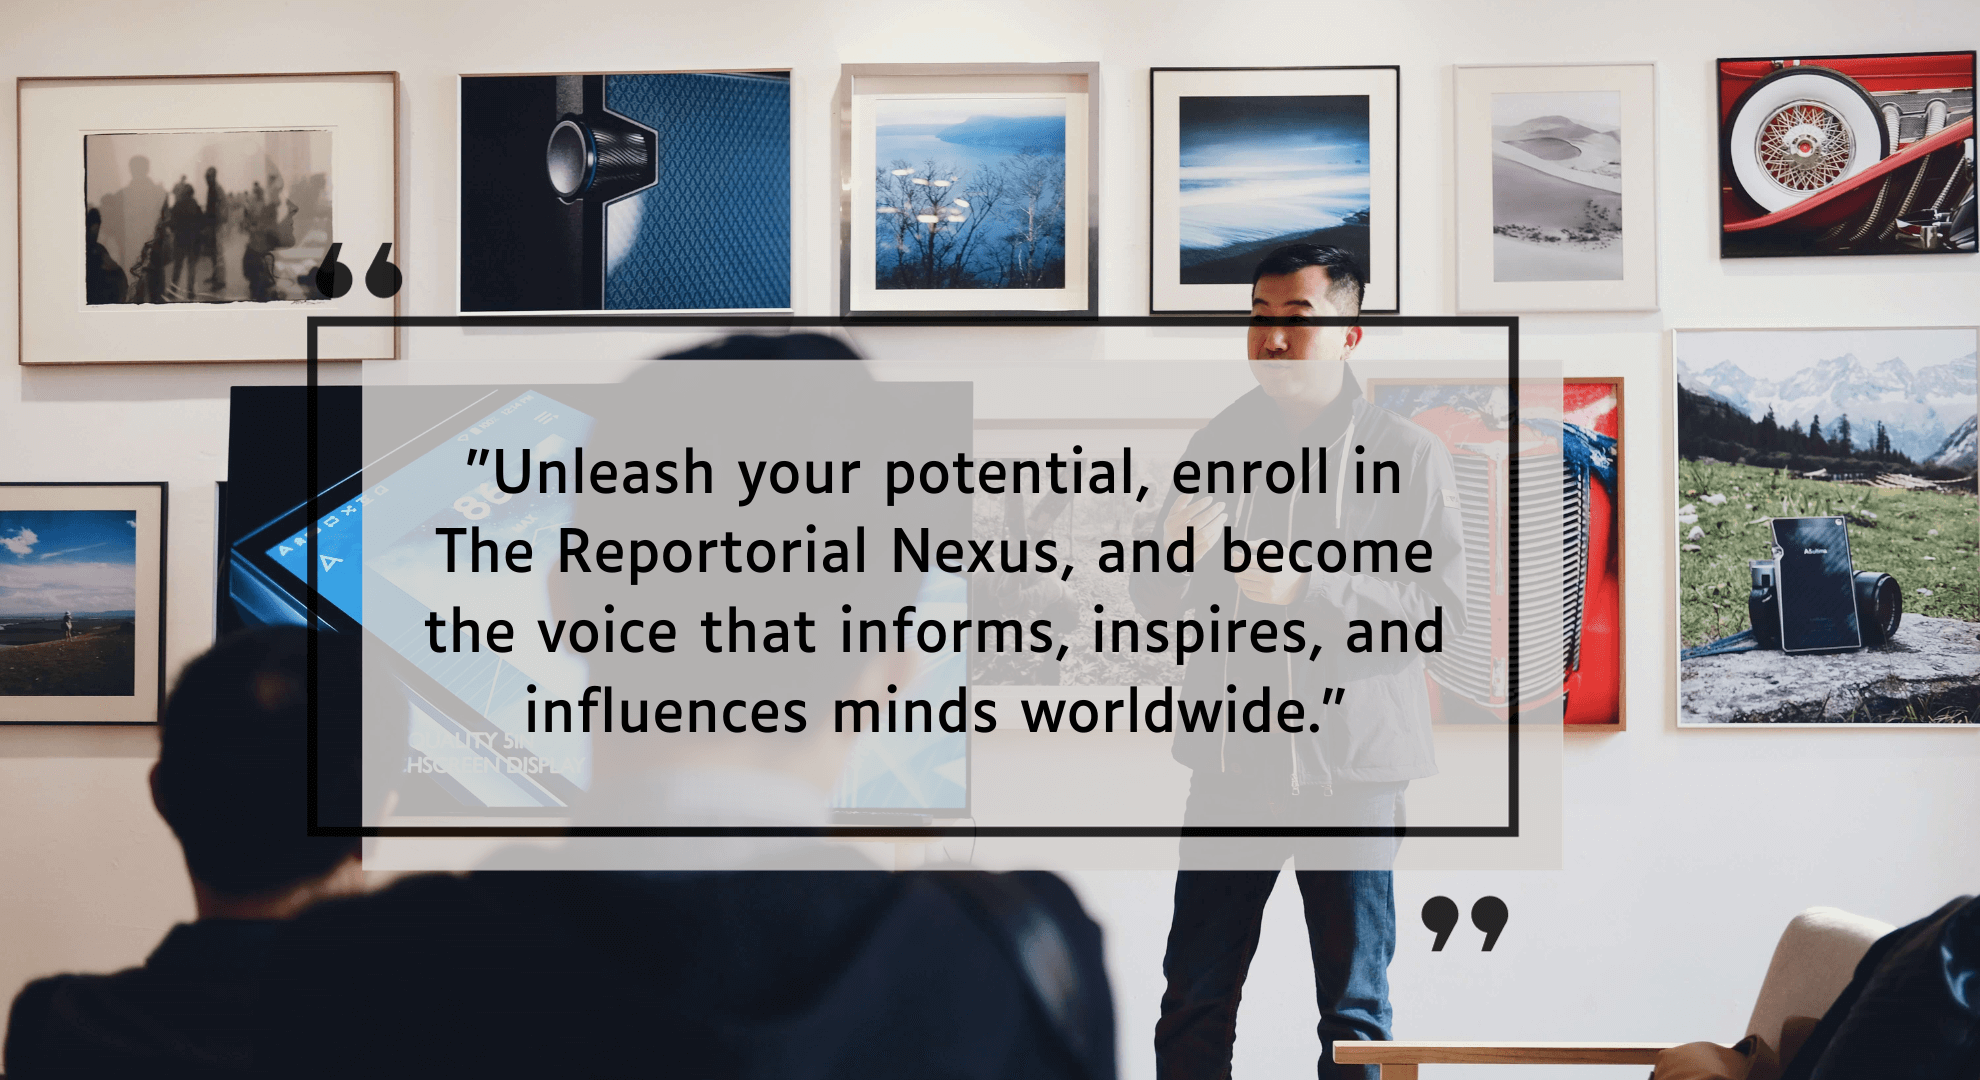 "Unleash your potential, enroll in
The Reportorial Nexus, and become
the voice that informs, inspires, and
influences minds worldwide."